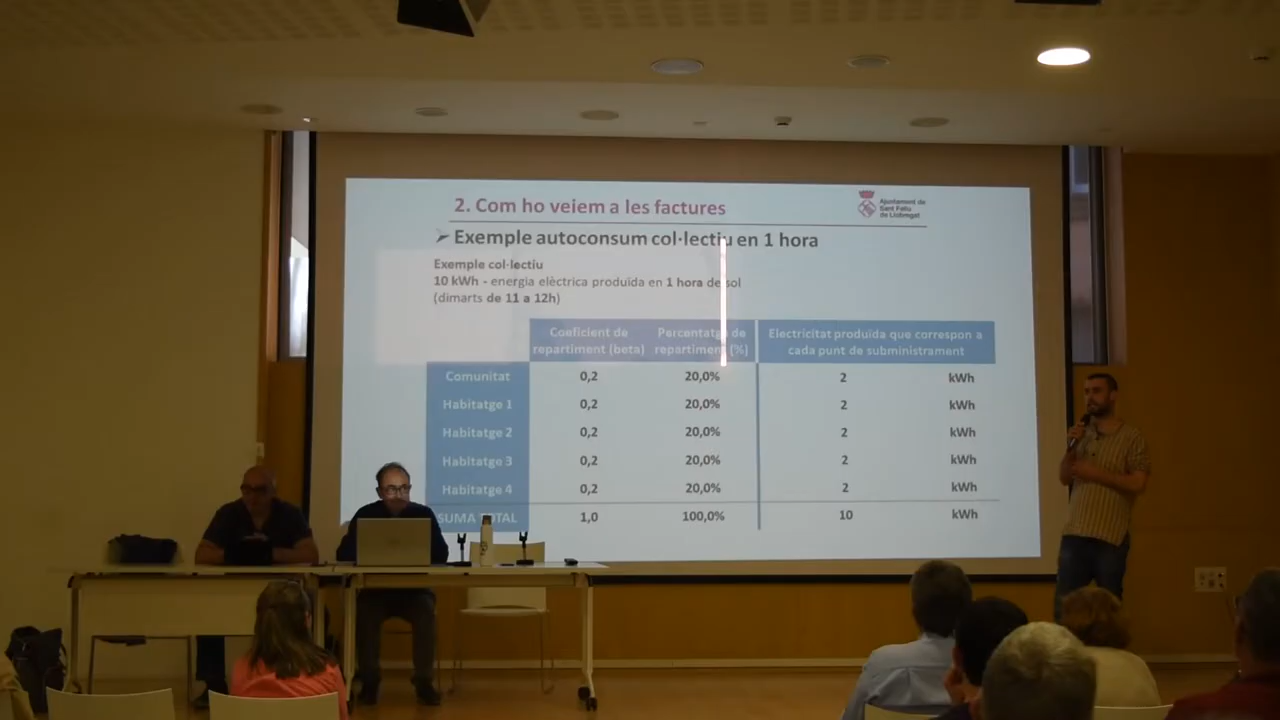 2. Com ho veiem a les factures
Ajuntament de
Sant Feliu
de Llobregat
➤ Exemple autoconsum col·lectiu en 1 hora
Exemple col·lectiu
10 kWh - energia elèctrica produïda en 1 hora de sol
(dimarts de 11 a 12h)
Coeficient de repartiment (beta) Percentatge de repartiment (%) Electricitat produïda que correspon a cada punt de subministrament
Comunitat 0,2 20,0% 2 kWh
Habitatge 1 0,2 20,0% 2 kWh
Habitatge 2 0,2 20,0% 2 kWh
Habitatge 3 0,2 20,0% 2 kWh
Habitatge 4 0,2 20,0% 2 kWh
SUMA TOTAL 1,0 100,0% 10 kWh